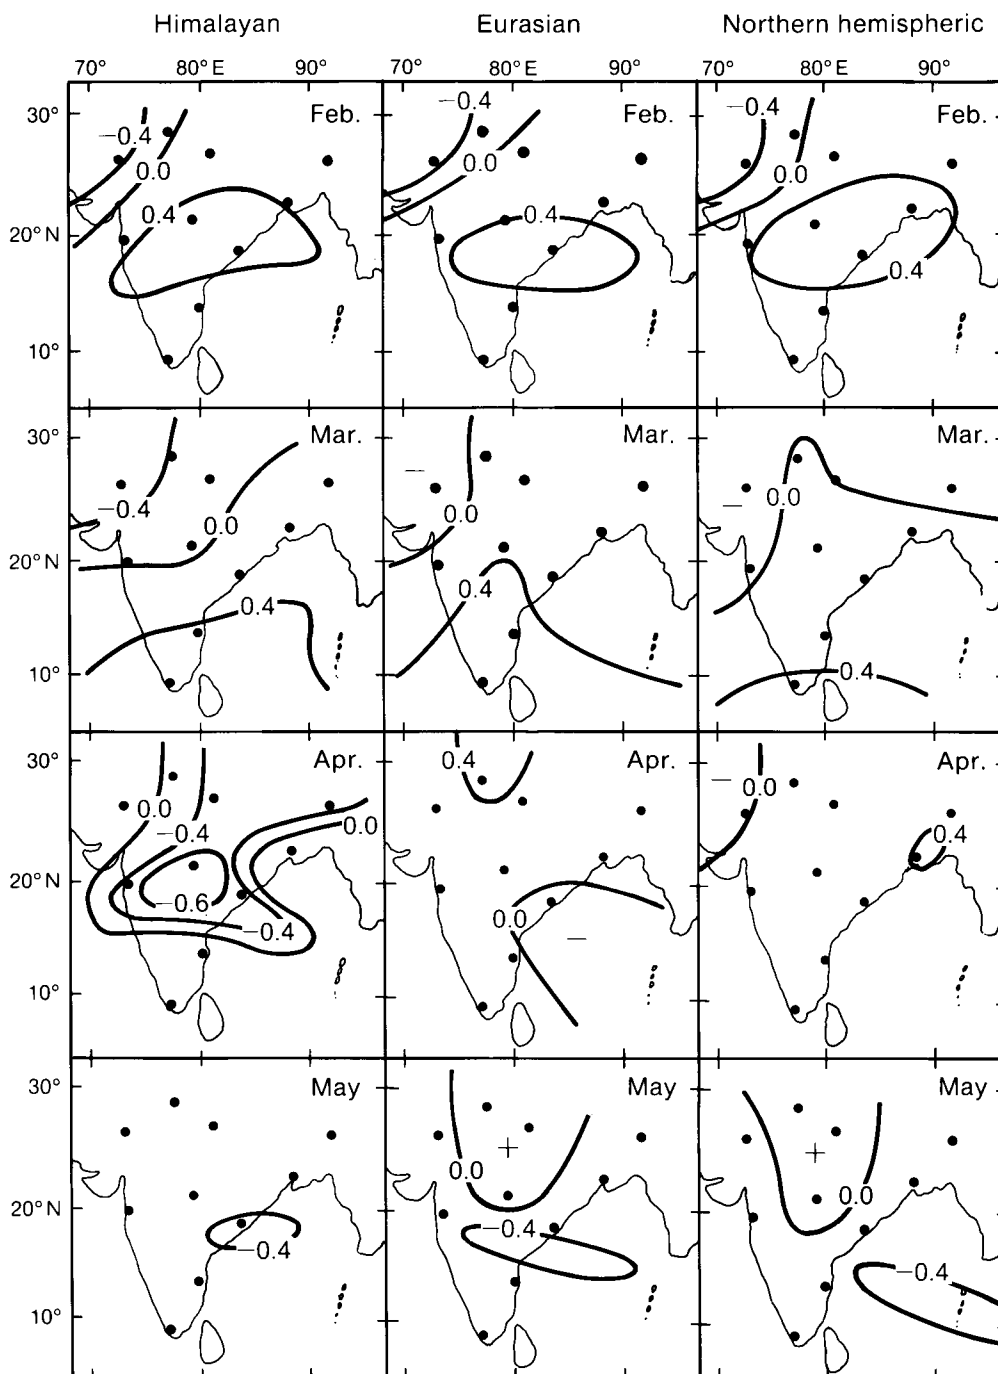 Himalayan Eurasian Northern hemispheric
70° 80° E 90° 70° 80° E 90° 70° 80° E 90°
30° Feb. Feb. Feb.
−0.4 −0.4 −0.4
0.0 0.0 0.0
0.4 0.4 0.4
20° N
10°
30° Mar. Mar. Mar.
−0.4 − 0.0 − 0.0
0.0
20° N
0.4 0.4 0.4
10°
30° Apr. Apr. Apr.
0.0 0.4 − 0.0
−0.4 0.0 0.4
20° N
−0.6 0.0
−0.4 −
10°
30° May May May
+ +
0.0 0.0
20° N
−0.4 −0.4 −0.4
10°